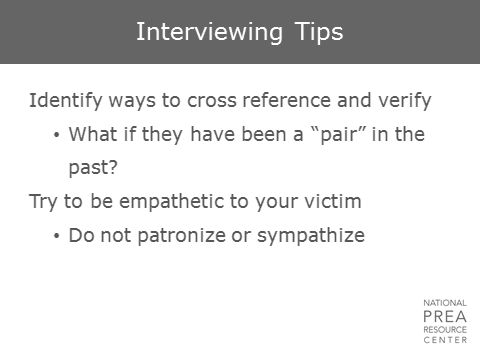 Interviewing Tips
Identify ways to cross reference and verify
• What if they have been a “pair” in the
past?
Try to be empathetic to your victim
• Do not patronize or sympathize
NATIONAL
PREA
RESOURCE
CENTER